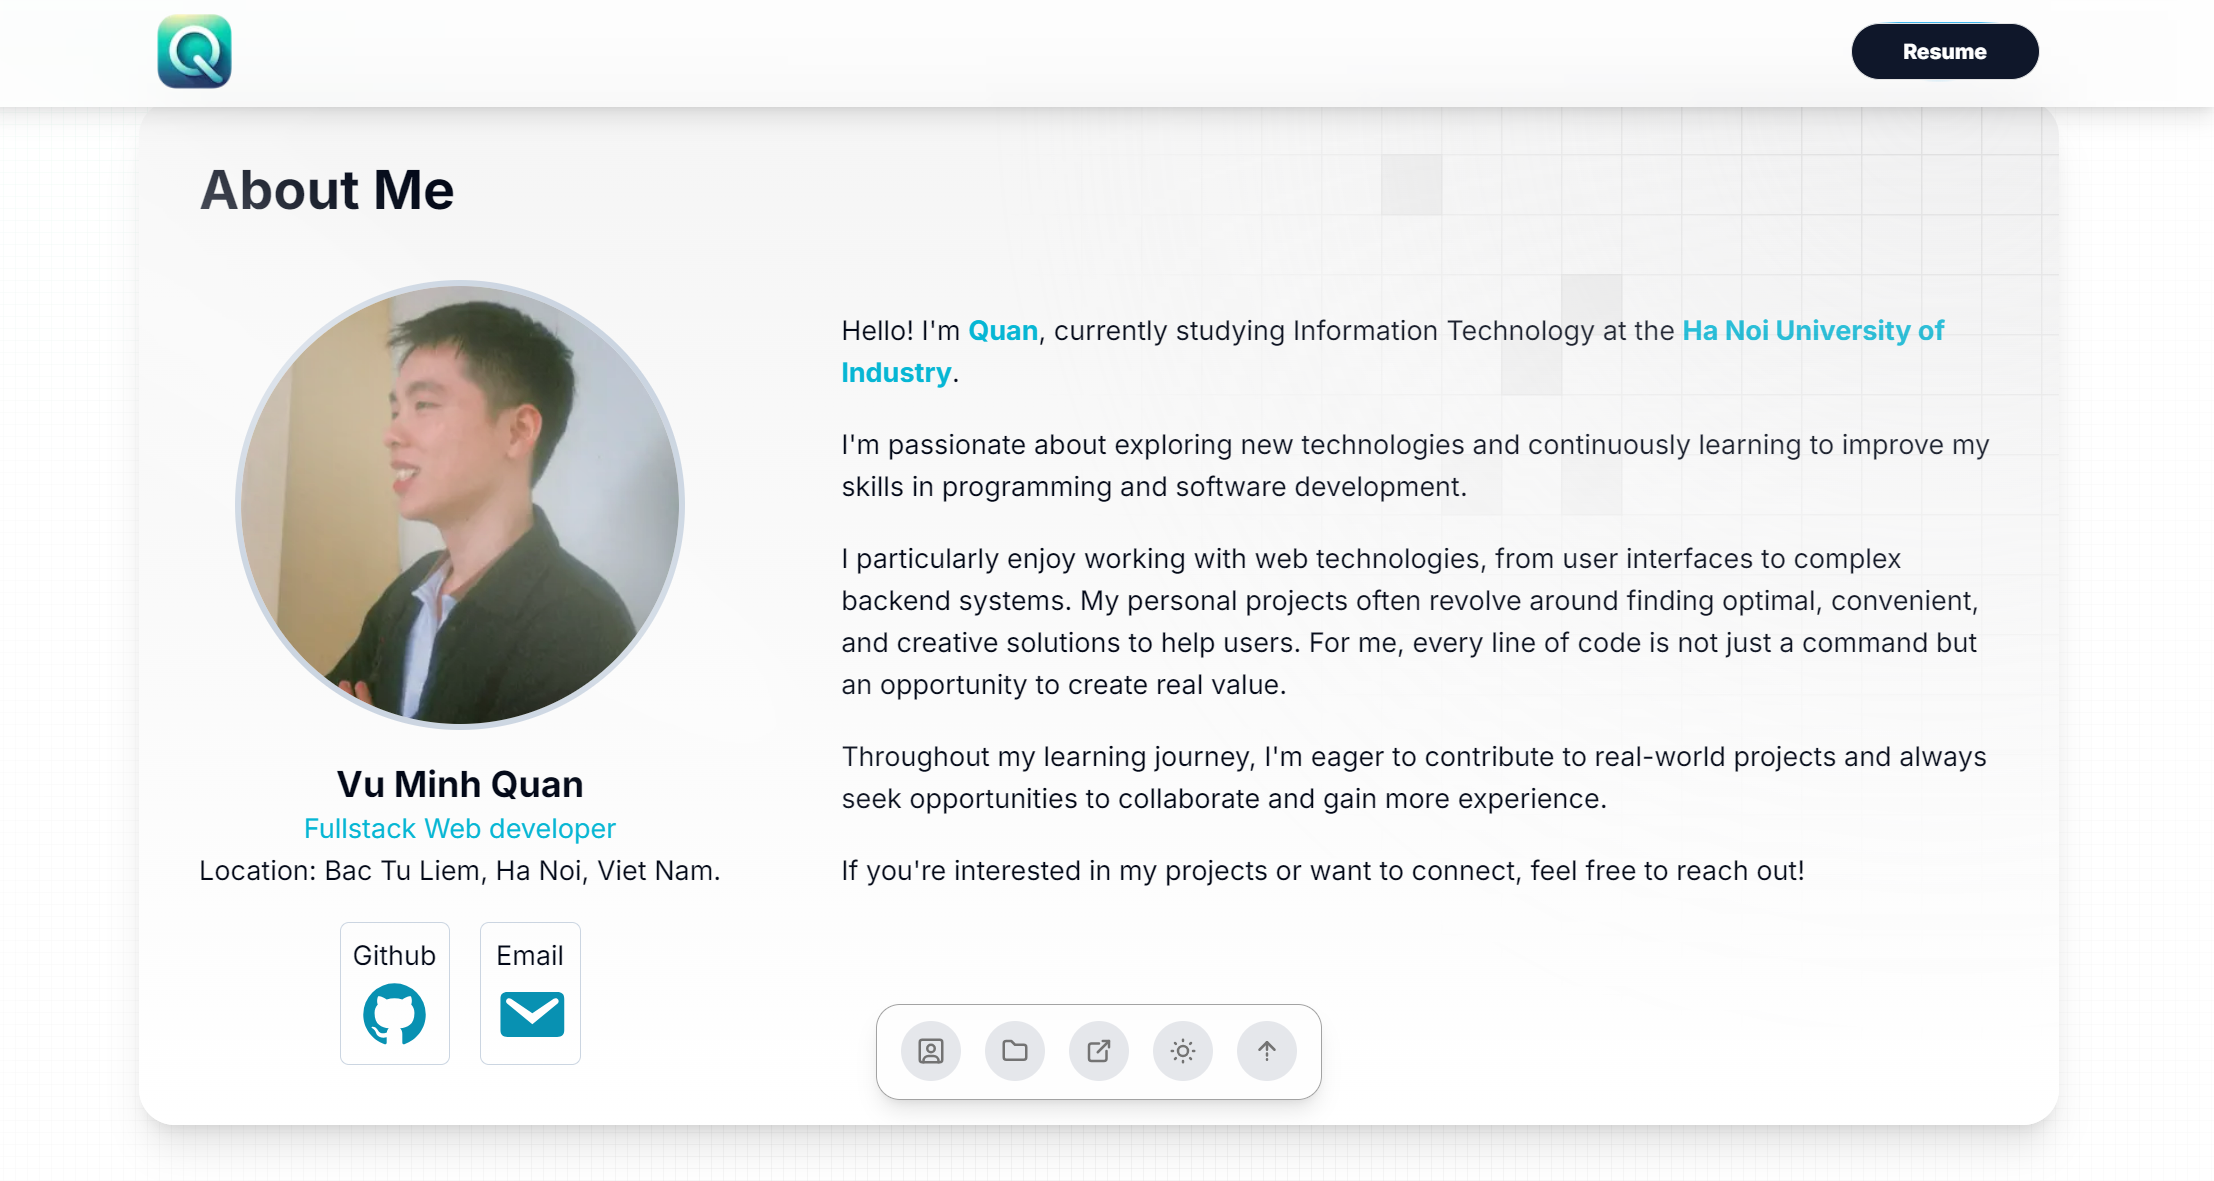 Resume
About Me
Hello! I'm Quan, currently studying Information Technology at the Ha Noi University of
Industry.
I'm passionate about exploring new technologies and continuously learning to improve my
skills in programming and software development.
I particularly enjoy working with web technologies, from user interfaces to complex
backend systems. My personal projects often revolve around finding optimal, convenient,
and creative solutions to help users. For me, every line of code is not just a command but
an opportunity to create real value.
Throughout my learning journey, I'm eager to contribute to real-world projects and always
seek opportunities to collaborate and gain more experience.
If you're interested in my projects or want to connect, feel free to reach out!
Vu Minh Quan
Fullstack Web developer
Location: Bac Tu Liem, Ha Noi, Viet Nam.
Github
Email